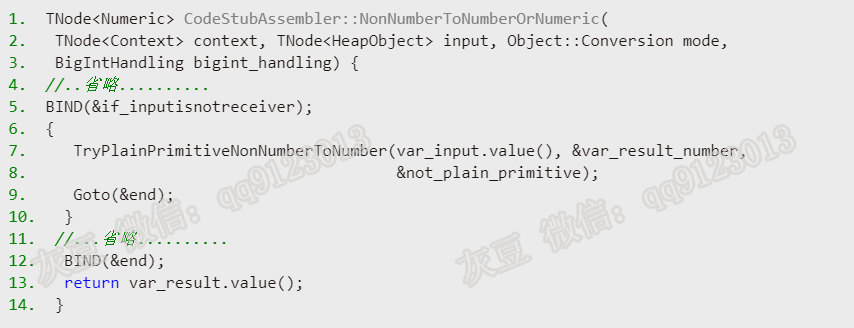 1. TNode<Numeric> CodeStubAssembler::NonNumberToNumberOrNumeric(
2. TNode<Context> context, TNode<HeapObject> input, Object::Conversion mode,
3. BigIntHandling bigint_handling) {
4. //..省略..........
5. BIND(&if_inputisnotreceiver);
6. {
7. TryPlainPrimitiveNonNumberToNumber(var_input.value(), &var_result_number,
8. &not_plain_primitive);
9. Goto(&end);
10. }
11. //...省略..........
12. BIND(&end);
13. return var_result.value();
14. }
灰豆 微信: qq9123013
灰豆 微信: qq9123013